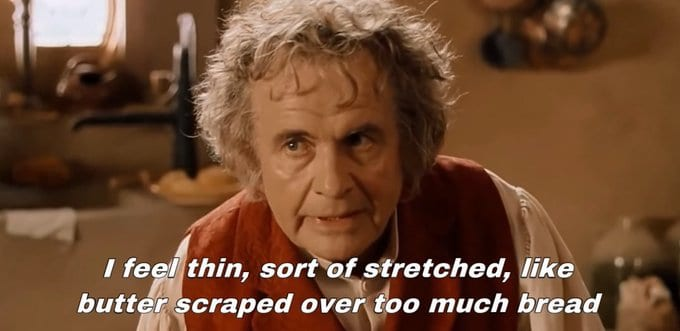 I feel thin, sort of stretched, like
butter scraped over too much bread